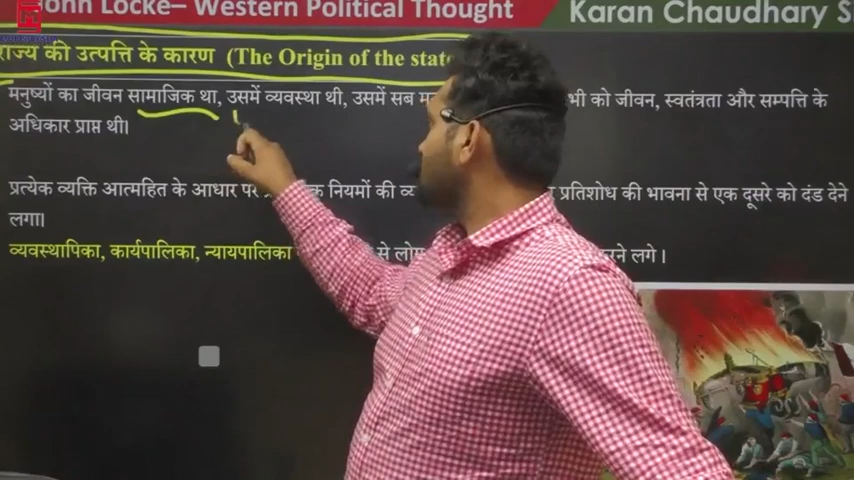 John Locke– Western Political Thought
Karan Chaudhary S
राज्य की उत्पत्ति के कारण (The Origin of the state
मनुष्यों का जीवन सामाजिक था, उसमें व्यवस्था थी, उसमें सब भी को जीवन, स्वतंत्रता और सम्पत्ति के
अधिकार प्राप्त थी।
प्रत्येक व्यक्ति आत्महित के आधार पर नियमों की प्रतिशोध की भावना से एक दूसरे को दंड देने
लगा।
व्यवस्थापिका, कार्यपालिका, न्यायपालिका से लोग रने लगे ।